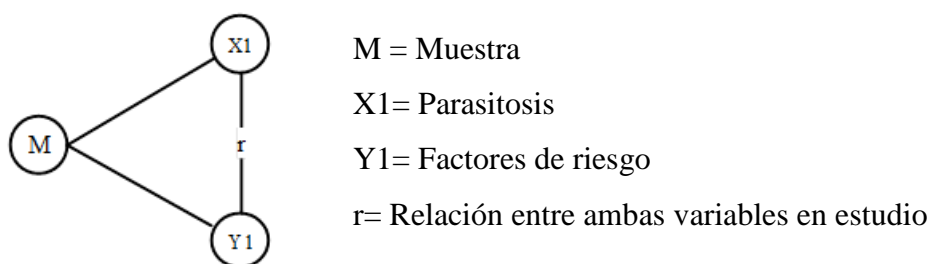 X1
M
r
Y1
M = Muestra
X1= Parasitosis
Y1= Factores de riesgo
r= Relación entre ambas variables en estudio